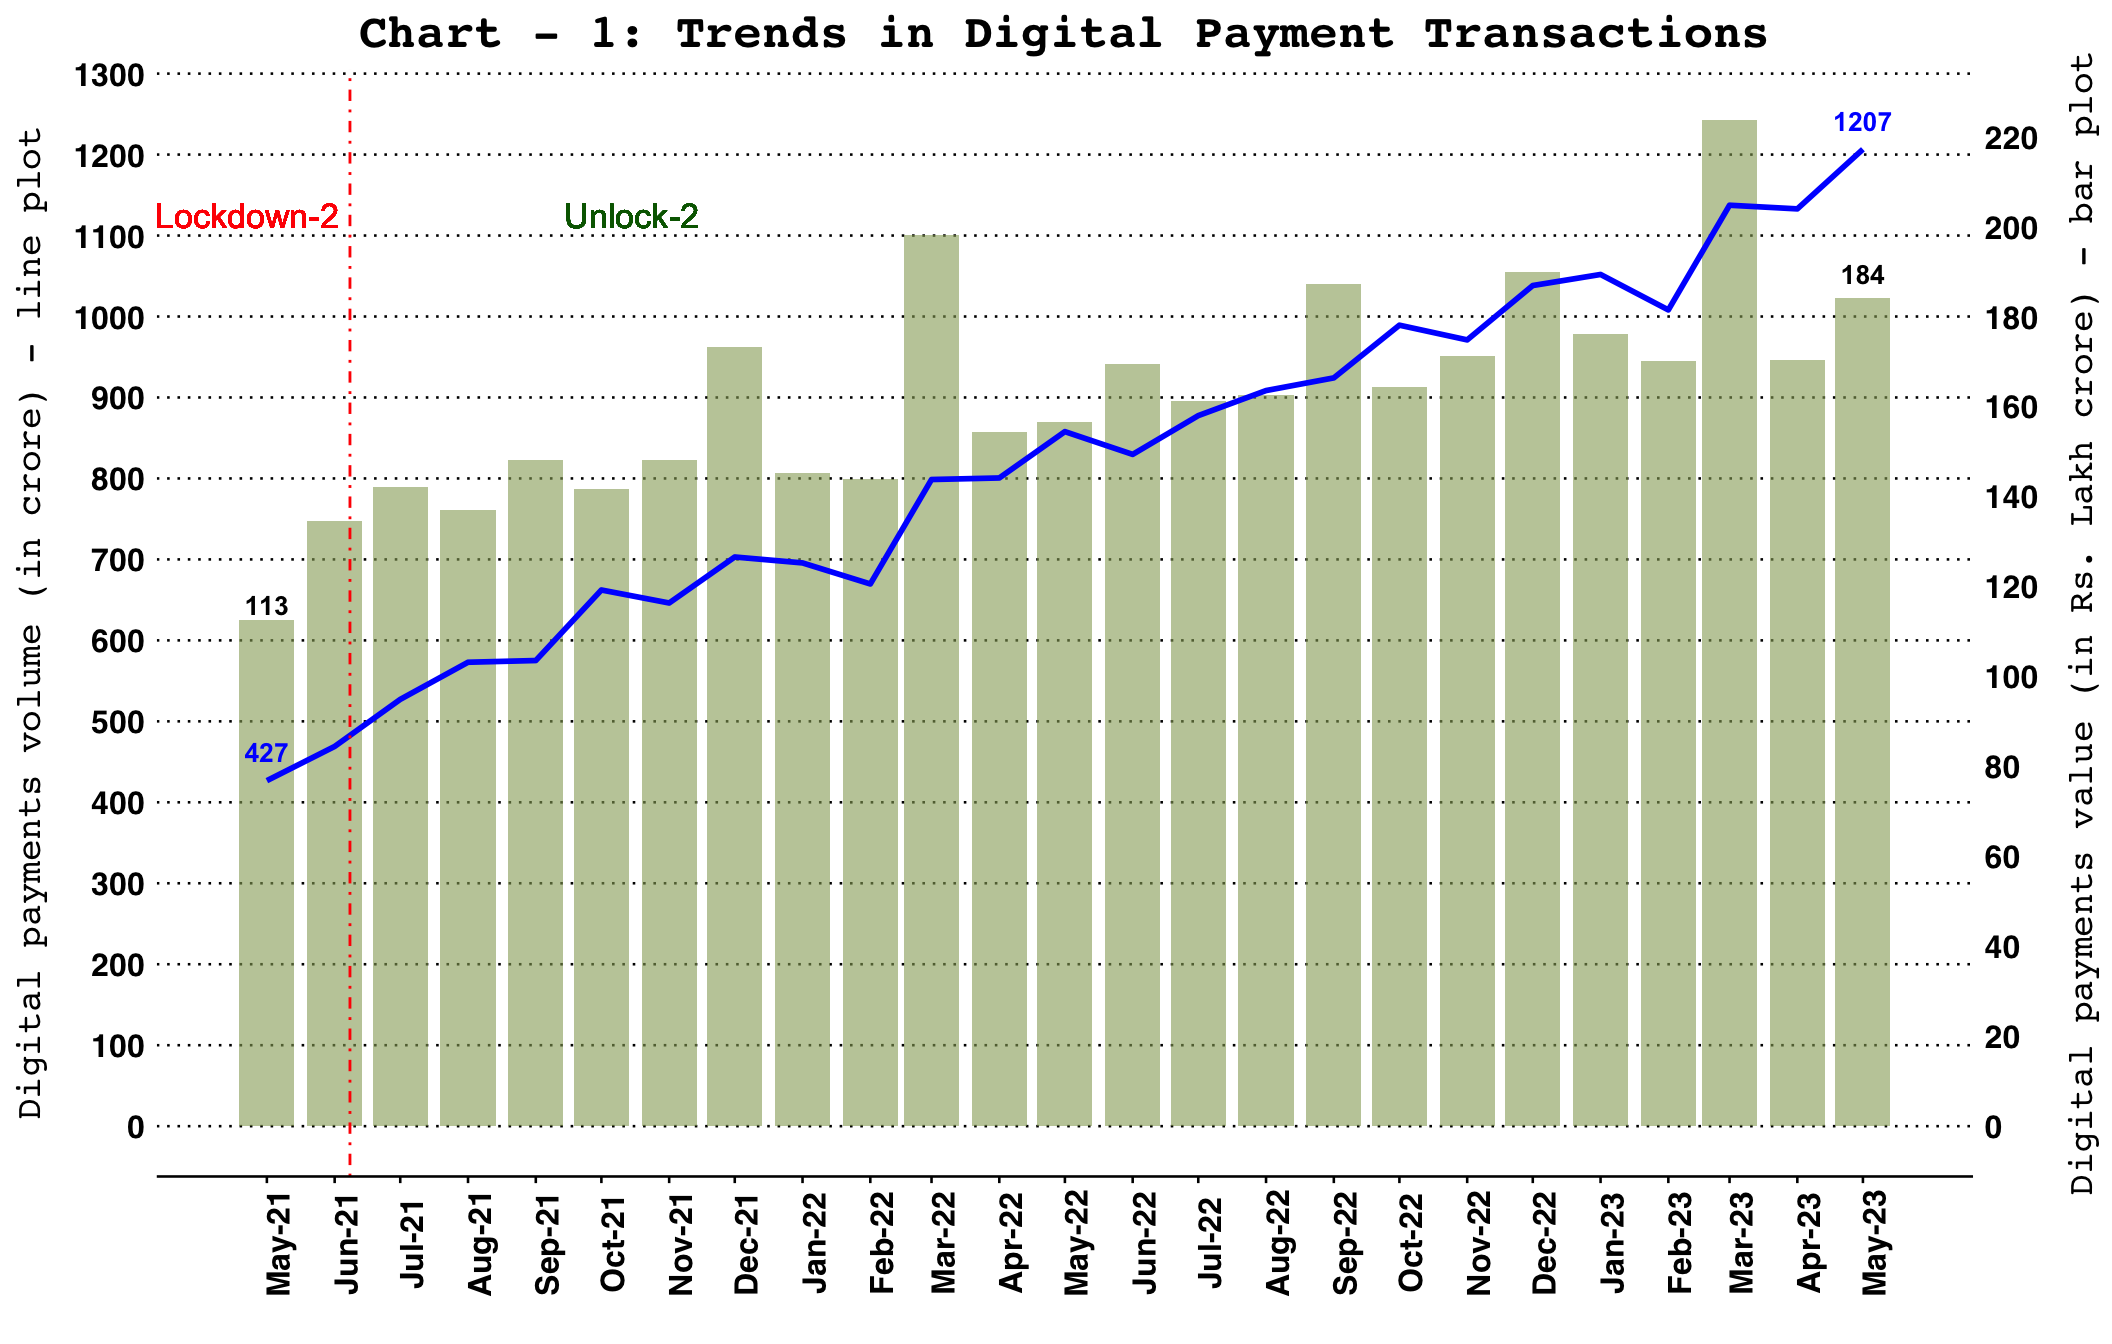 Chart - 1: Trends in Digital Payment Transactions
Digital payments volume (in crore) - line plot
1300
1200
1100
1000
900
800
700
600
500
400
300
200
100
0
Lockdown-2
Unlock-2
113
427
1207
184
220
200
180
160
140
120
100
80
60
40
20
0
Digital payments value (in Rs. Lakh crore) - bar plot
May-21
Jun-21
Jul-21
Aug-21
Sep-21
Oct-21
Nov-21
Dec-21
Jan-22
Feb-22
Mar-22
Apr-22
May-22
Jun-22
Jul-22
Aug-22
Sep-22
Oct-22
Nov-22
Dec-22
Jan-23
Feb-23
Mar-23
Apr-23
May-23